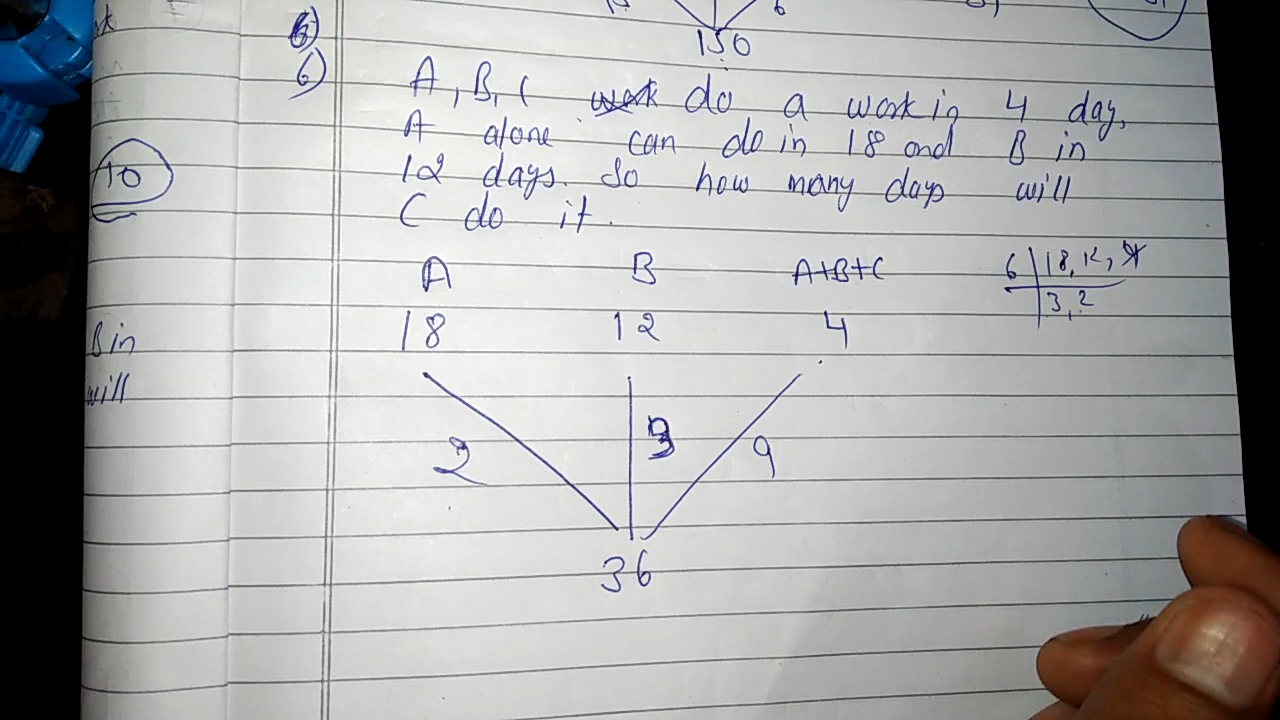 150
6)
A, B, C do a work in 4 day,
A alone can do in 18 and B in
12 days. So how many days will
C do it.
10
A B A+B+C
6 | 18, 12,
3, 2
18 12 4
B in
will
2 3 9
36